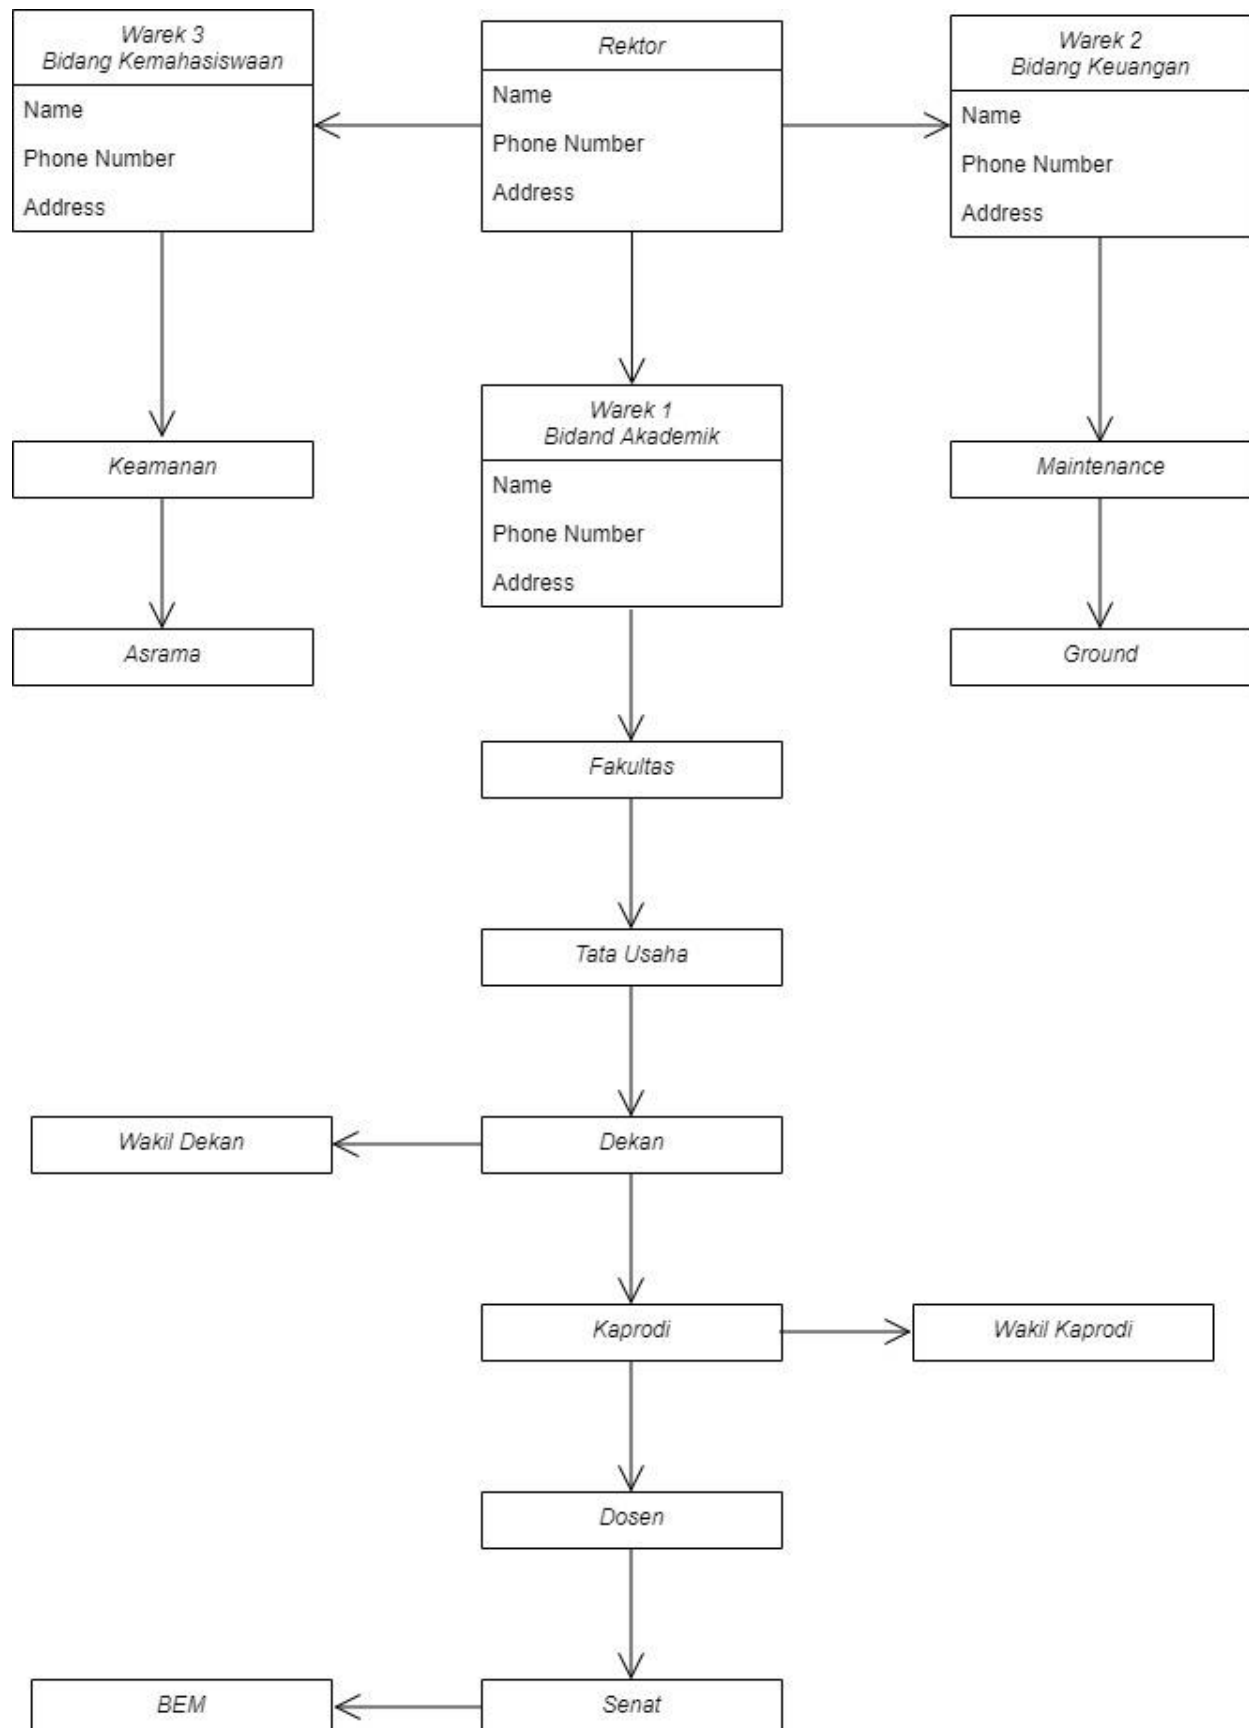 Warek 3
Bidang Kemahasiswaan
Name
Phone Number
Address
Rektor
Name
Phone Number
Address
Warek 2
Bidang Keuangan
Name
Phone Number
Address
Keamanan
Warek 1
Bidand Akademik
Name
Phone Number
Address
Maintenance
Asrama
Ground
Fakultas
Tata Usaha
Wakil Dekan
Dekan
Kaprodi
Wakil Kaprodi
Dosen
BEM
Senat